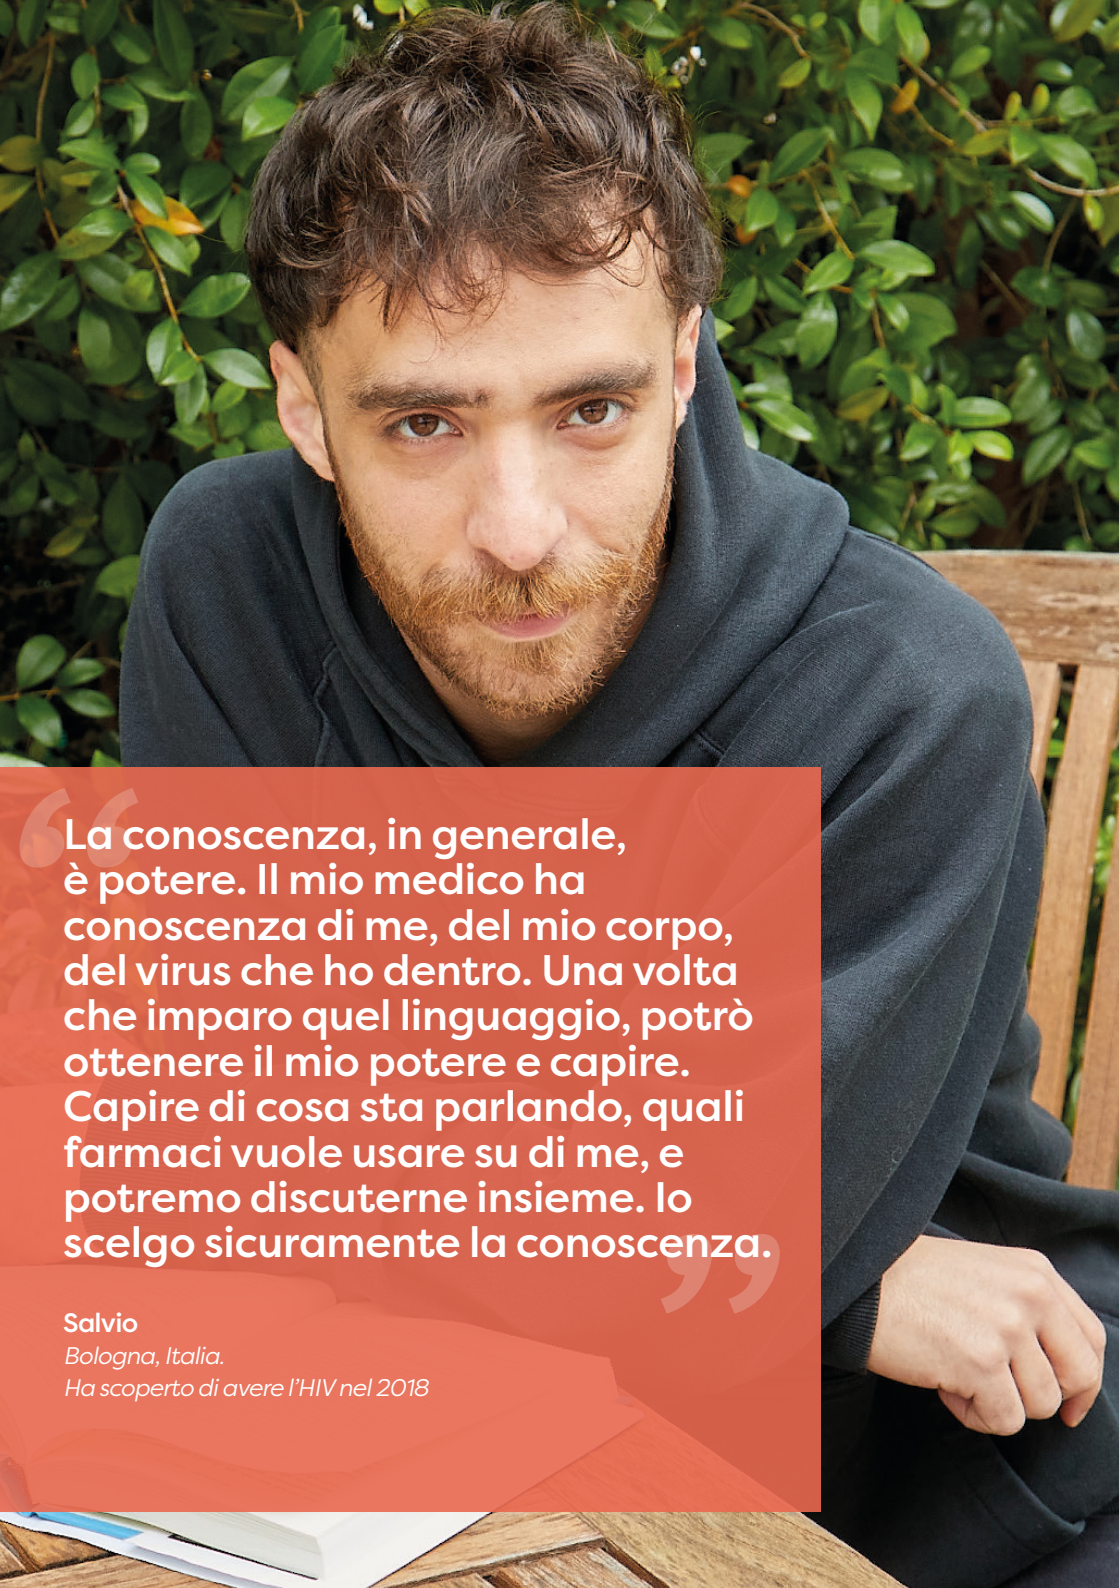 “
La conoscenza, in generale,
è potere. Il mio medico ha
conoscenza di me, del mio corpo,
del virus che ho dentro. Una volta
che imparo quel linguaggio, potrò
ottenere il mio potere e capire.
Capire di cosa sta parlando, quali
farmaci vuole usare su di me, e
potremo discuterne insieme. Io
scelgo sicuramente la conoscenza.
”
Salvio
Bologna, Italia.
Ha scoperto di avere l’HIV nel 2018